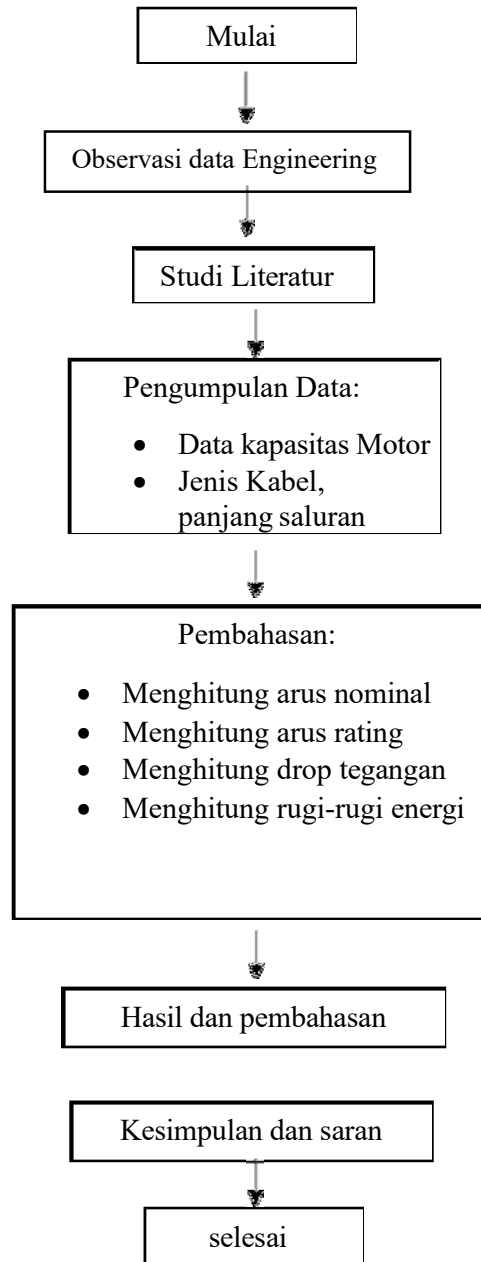 Mulai
Observasi data Engineering
Studi Literatur
Pengumpulan Data:
• Data kapasitas Motor
• Jenis Kabel,
panjang saluran
Pembahasan:
• Menghitung arus nominal
• Menghitung arus rating
• Menghitung drop tegangan
• Menghitung rugi-rugi energi
Hasil dan pembahasan
Kesimpulan dan saran
selesai